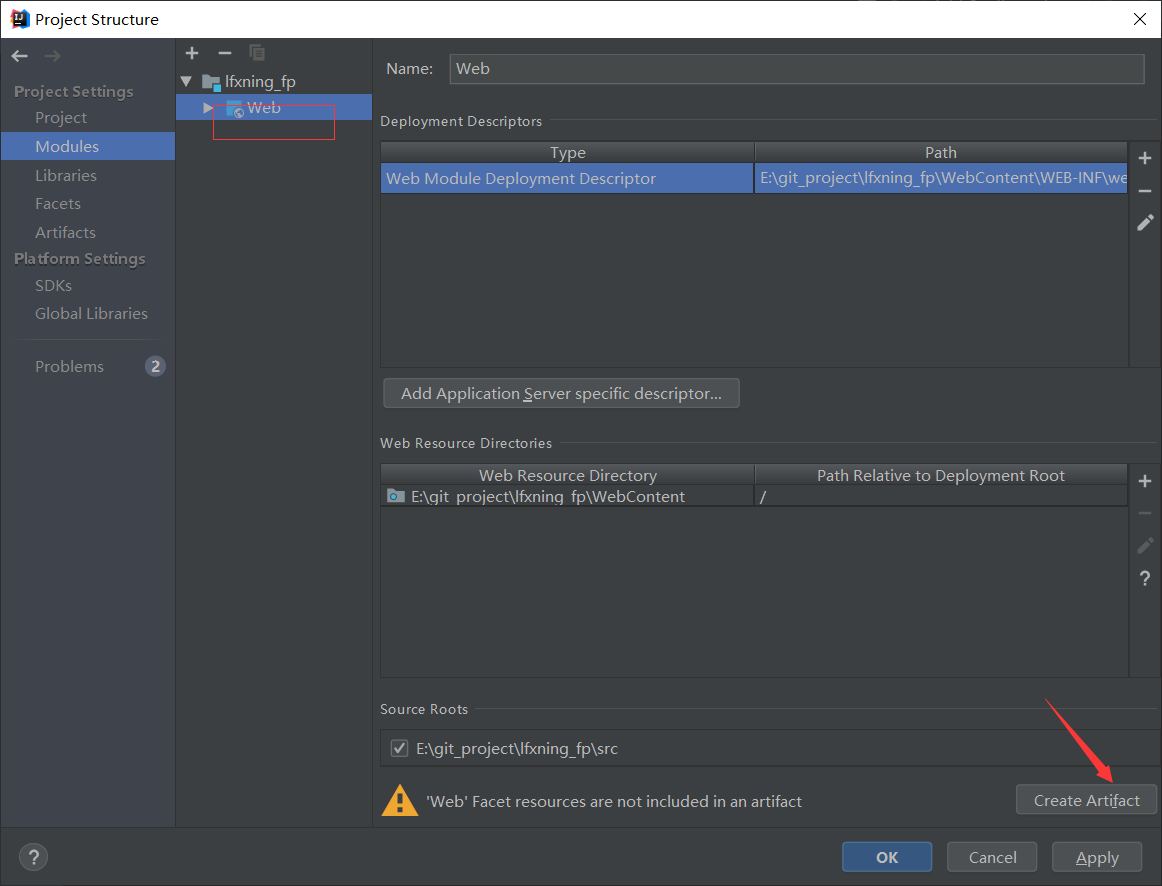 Project Structure
Project Settings
Project
Modules
Libraries
Facets
Artifacts
Platform Settings
SDKs
Global Libraries
Problems 2
lfxning_fp
Web
Name: Web
Deployment Descriptors
Type Path
Web Module Deployment Descriptor E:\git_project\lfxning_fp\WebContent\WEB-INF\we
Add Application Server specific descriptor...
Web Resource Directories
Web Resource Directory Path Relative to Deployment Root
E:\git_project\lfxning_fp\WebContent /
?
Source Roots
E:\git_project\lfxning_fp\src
'Web' Facet resources are not included in an artifact Create Artifact
? OK Cancel Apply